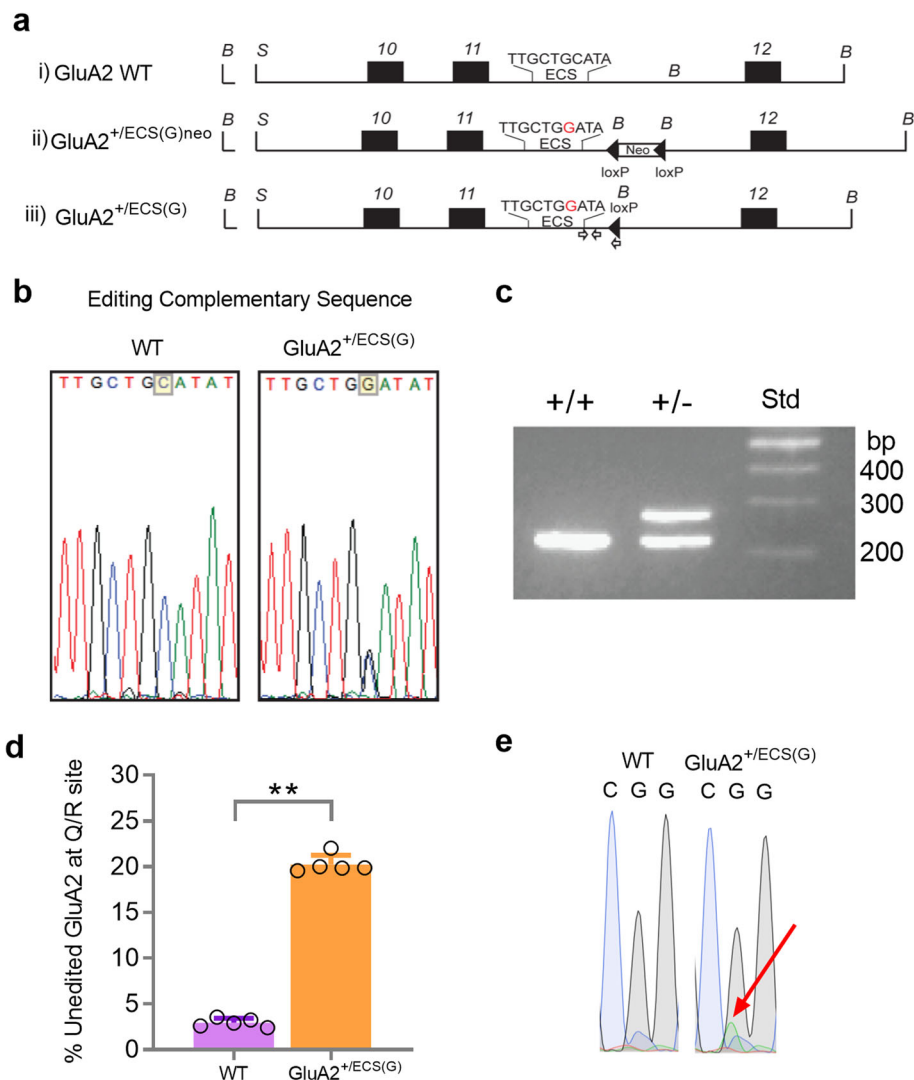 a
B S 10 11 TTGCTGCATA B 12 B
i) GluA2 WT ECS
B S 10 11 TTGCTGGATA B B 12 B
ii) GluA2+/ECS(G)neo ECS Neo
loxP loxP
B S 10 11 TTGCTGGATA B 12 B
iii) GluA2+/ECS(G) ECS loxP
b
Editing Complementary Sequence
WT GluA2+/ECS(G)
T T G C T G C A T A T
T T G C T G G A T A T
c
+/+ +/- Std
bp
400
300
200
d
% Unedited GluA2 at Q/R site
30
25
20
15
10
5
0
**
WT GluA2+/ECS(G)
e
WT GluA2+/ECS(G)
C G G C G G